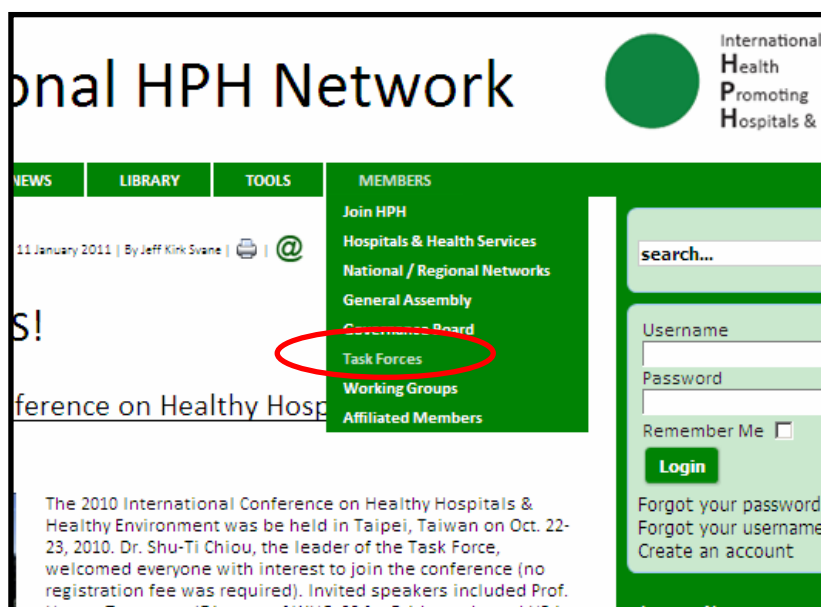 onal HPH Network
International
Health
Promoting
Hospitals &
NEWS LIBRARY TOOLS MEMBERS
Join HPH
Hospitals & Health Services
National / Regional Networks
General Assembly
Governance Board
Task Forces
Working Groups
Affiliated Members
11 January 2011 | By Jeff Kirk Svane | | @
s!
ference on Healthy Hosp
The 2010 International Conference on Healthy Hospitals &
Healthy Environment was be held in Taipei, Taiwan on Oct. 22-
23, 2010. Dr. Shu-Ti Chiou, the leader of the Task Force,
welcomed everyone with interest to join the conference (no
registration fee was required). Invited speakers included Prof.
search...
Username
Password
Remember Me
Login
Forgot your password
Forgot your username
Create an account